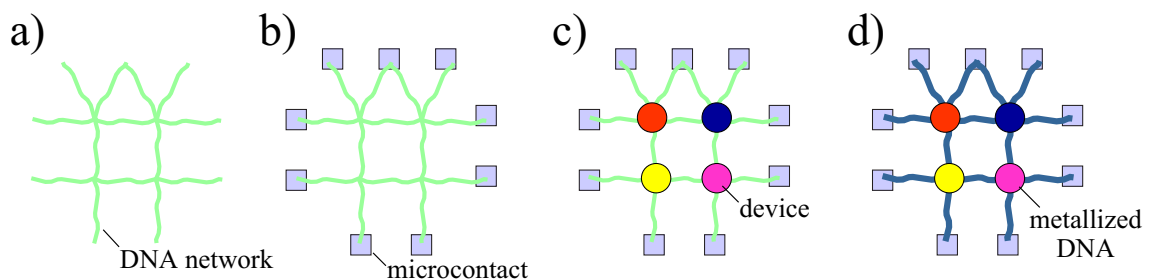 a)
b)
c)
d)
DNA network
microcontact
device
metallized
DNA